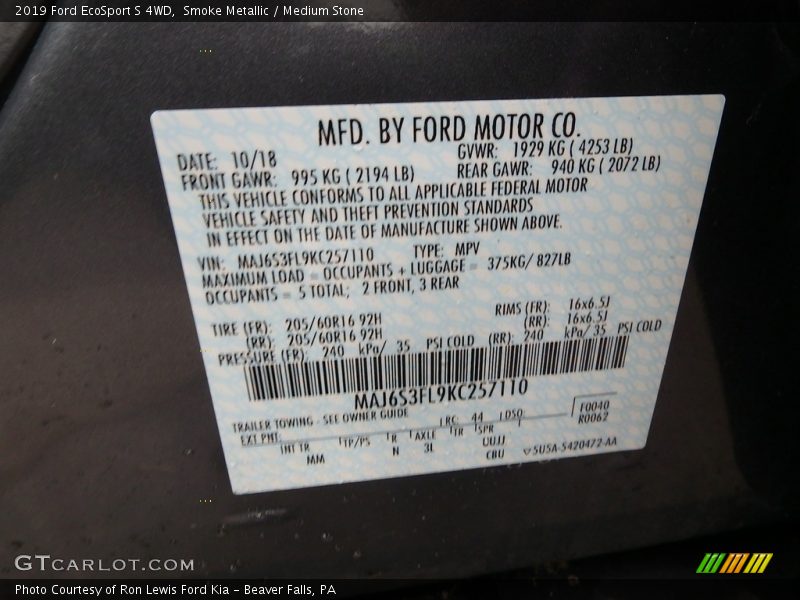 2019 Ford EcoSport S 4WD,  Smoke Metallic / Medium Stone
MFD. BY FORD MOTOR CO.
DATE: 10/18 GVWR: 1929 KG ( 4253 LB)
FRONT GAWR: 995 KG ( 2194 LB) REAR GAWR: 940 KG ( 2072 LB)
THIS VEHICLE CONFORMS TO ALL APPLICABLE FEDERAL MOTOR
VEHICLE SAFETY AND THEFT PREVENTION STANDARDS
IN EFFECT ON THE DATE OF MANUFACTURE SHOWN ABOVE.
VIN: MAJ6S3FL9KC257110 TYPE: MPV
MAXIMUM LOAD = OCCUPANTS + LUGGAGE = 375KG/ 827LB
OCCUPANTS = 5 TOTAL; 2 FRONT, 3 REAR
TIRE (FR): 205/60R16 92H RIMS (FR): 16x6.5J
(RR): 205/60R16 92H (RR): 16x6.5J
PRESSURE (FR): 240 kPa/ 35 PSI COLD (RR): 240 kPa/ 35 PSI COLD
MAJ6S3FL9KC257110
TRAILER TOWING - SEE OWNER GUIDE LRC: 44 LDSO F0040
EXT PNT: R0062
INT TR TP/PS R AXLE TR SPR UUJJ
MM N 3L CBU 5U5A-5420472-AA
GTCARLOT.COM
Photo Courtesy of Ron Lewis Ford Kia – Beaver Falls, PA